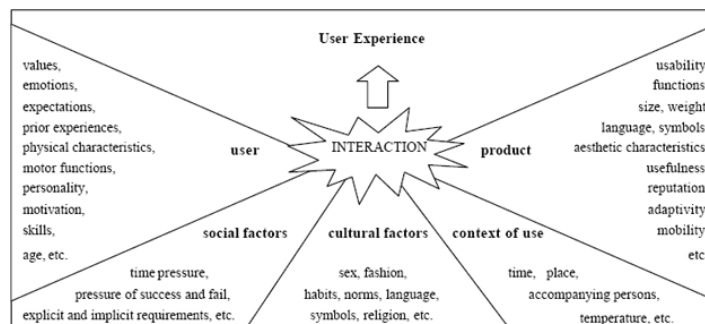 User Experience
INTERACTION
user
values,
emotions,
expectations,
prior experiences,
physical characteristics,
motor functions,
personality,
motivation,
skills,
age, etc.
product
usability
functions
size, weight
language, symbols
aesthetic characteristics
usefulness
reputation
adaptivity
mobility
etc
social factors
time pressure,
pressure of success and fail,
explicit and implicit requirements, etc.
cultural factors
sex, fashion,
habits, norms, language,
symbols, religion, etc.
context of use
time, place,
accompanying persons,
temperature, etc.